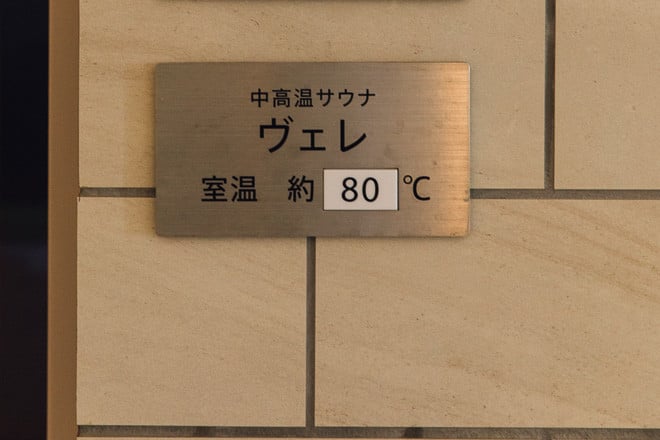 中高温サウナ
ヴェレ
室温 約 80 ℃